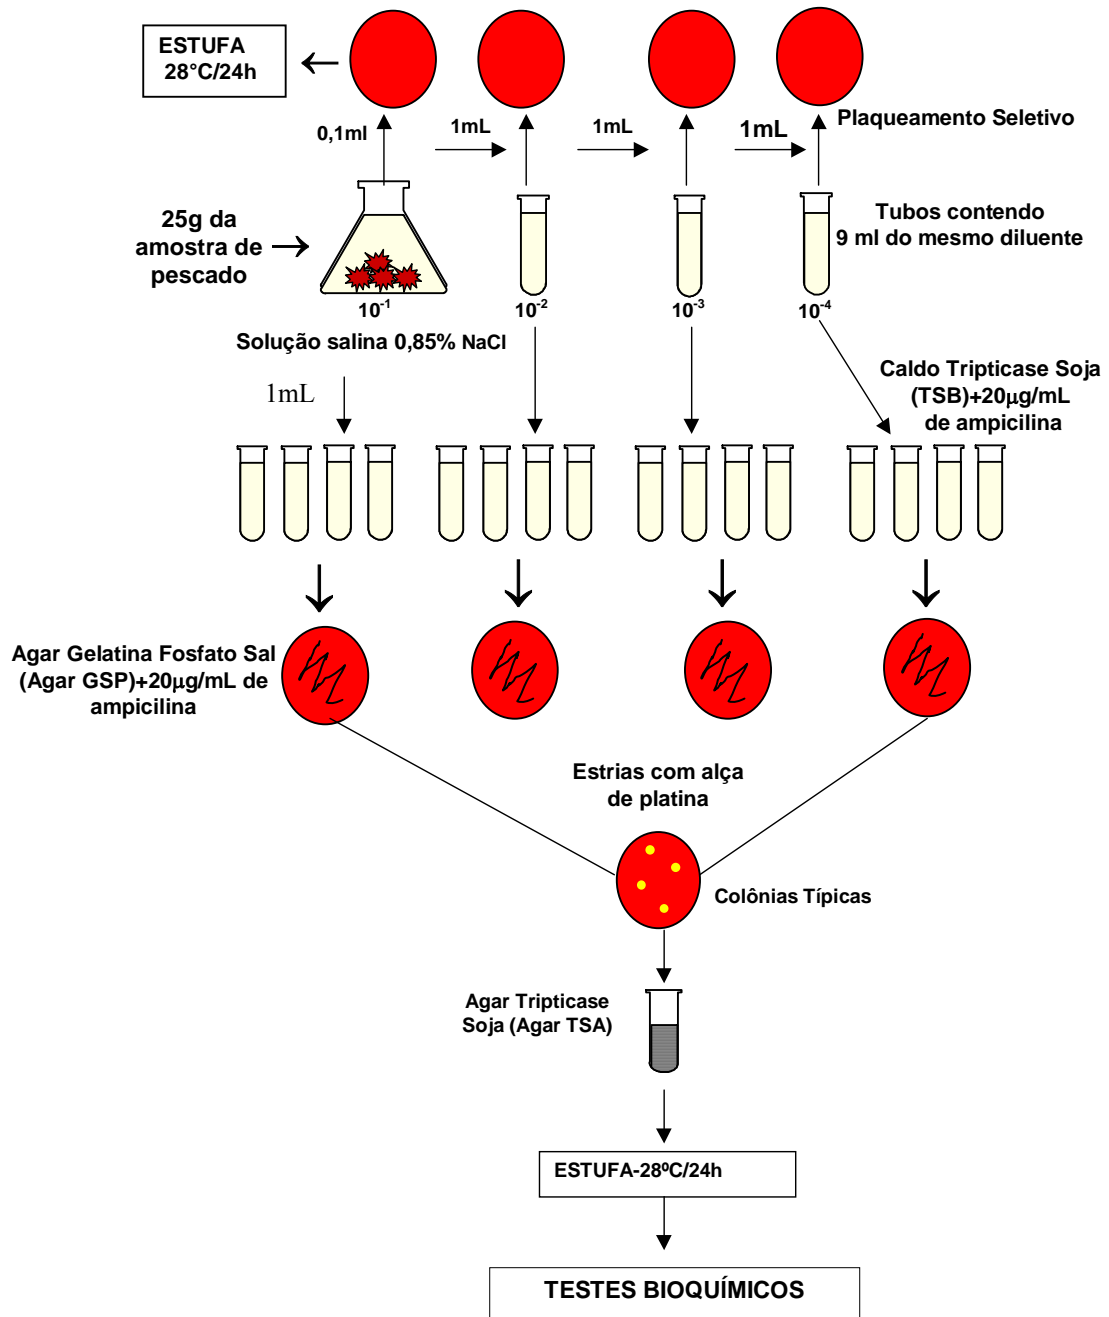 ESTUFA
28°C/24h
0,1ml
1mL
1mL
1mL
Plaqueamento Seletivo
25g da
amostra de
pescado
Tubos contendo
9 ml do mesmo diluente
10⁻¹
10⁻²
10⁻³
10⁻⁴
Solução salina 0,85% NaCl
1mL
Caldo Tripticase Soja
(TSB)+20µg/mL
de ampicilina
Agar Gelatina Fosfato Sal
(Agar GSP)+20µg/mL de
ampicilina
Estrias com alça
de platina
Colônias Típicas
Agar Tripticase
Soja (Agar TSA)
ESTUFA-28ºC/24h
TESTES BIOQUÍMICOS